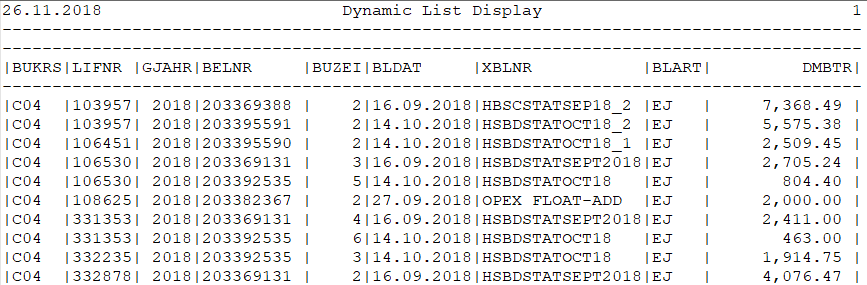 26.11.2018 Dynamic List Display 1
|BUKRS|LIFNR |GJAHR|BELNR |BUZEI|BLDAT |XBLNR |BLART| DMBTR|
|C04 |103957| 2018|203369388 | 2|16.09.2018|HBSCSTATSEP18_2 |EJ | 7,368.49 |
|C04 |103957| 2018|203395591 | 2|14.10.2018|HSBDSTATOCT18_2 |EJ | 5,575.38 |
|C04 |106451| 2018|203395590 | 2|14.10.2018|HSBDSTATOCT18_1 |EJ | 2,509.45 |
|C04 |106530| 2018|203369131 | 3|16.09.2018|HSBDSTATSEPT2018|EJ | 2,705.24 |
|C04 |106530| 2018|203392535 | 5|14.10.2018|HSBDSTATOCT18 |EJ | 804.40 |
|C04 |108625| 2018|203382367 | 2|27.09.2018|OPEX FLOAT-ADD |EJ | 2,000.00 |
|C04 |331353| 2018|203369131 | 4|16.09.2018|HSBDSTATSEPT2018|EJ | 2,411.00 |
|C04 |331353| 2018|203392535 | 6|14.10.2018|HSBDSTATOCT18 |EJ | 463.00 |
|C04 |332235| 2018|203392535 | 3|14.10.2018|HSBDSTATOCT18 |EJ | 1,914.75 |
|C04 |332878| 2018|203369131 | 2|16.09.2018|HSBDSTATSEPT2018|EJ | 4,076.47 |